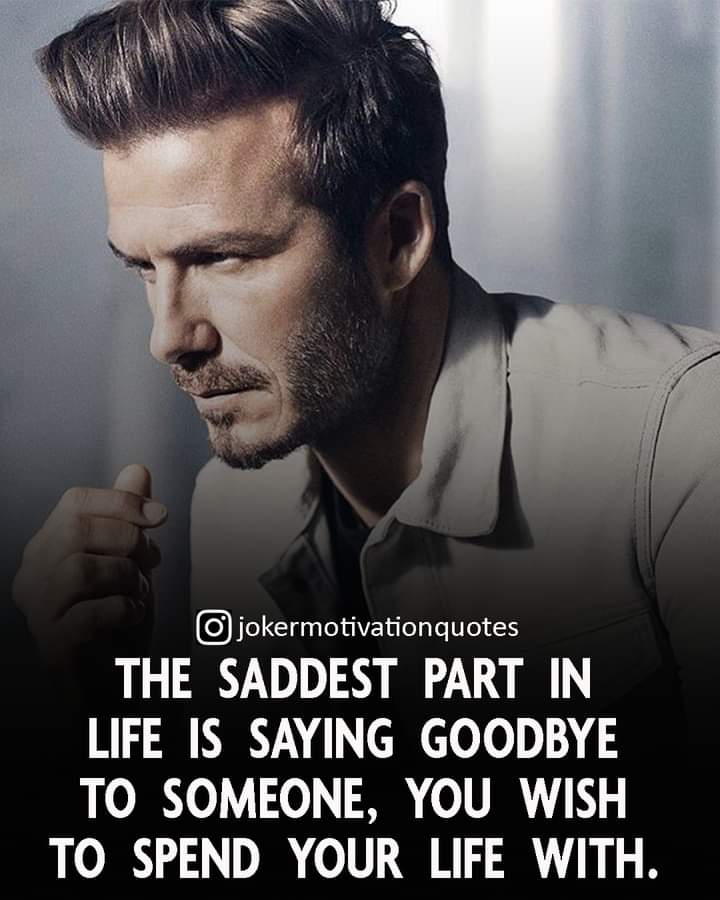 jokermotivationquotes
THE SADDEST PART IN
LIFE IS SAYING GOODBYE
TO SOMEONE, YOU WISH
TO SPEND YOUR LIFE WITH.